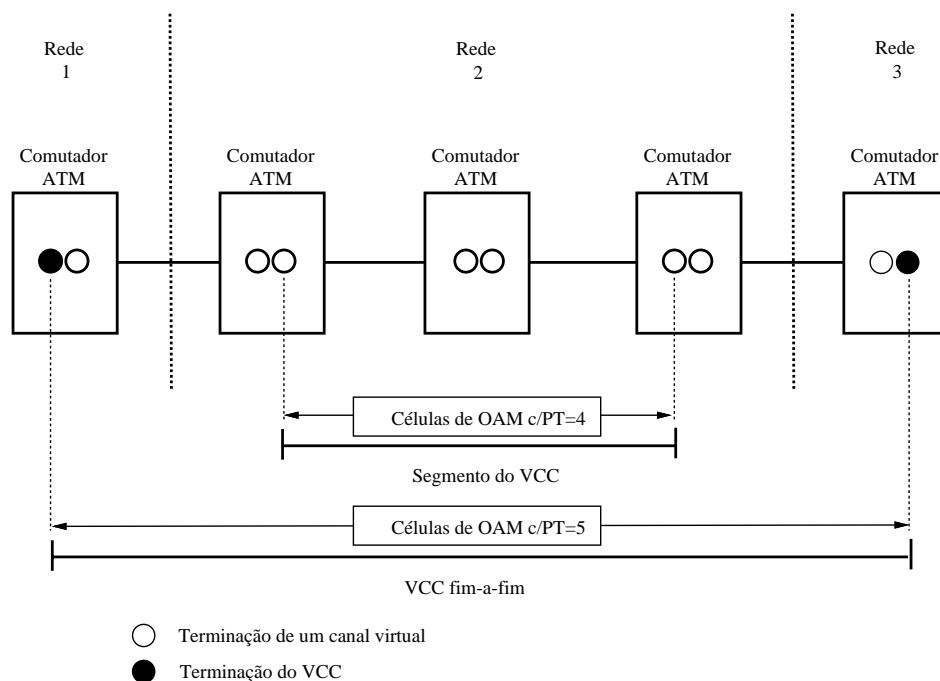 Rede
1
Rede
2
Rede
3
Comutador
ATM
Comutador
ATM
Comutador
ATM
Comutador
ATM
Comutador
ATM
Células de OAM c/PT=4
Segmento do VCC
Células de OAM c/PT=5
VCC fim-a-fim
Terminação de um canal virtual
Terminação do VCC